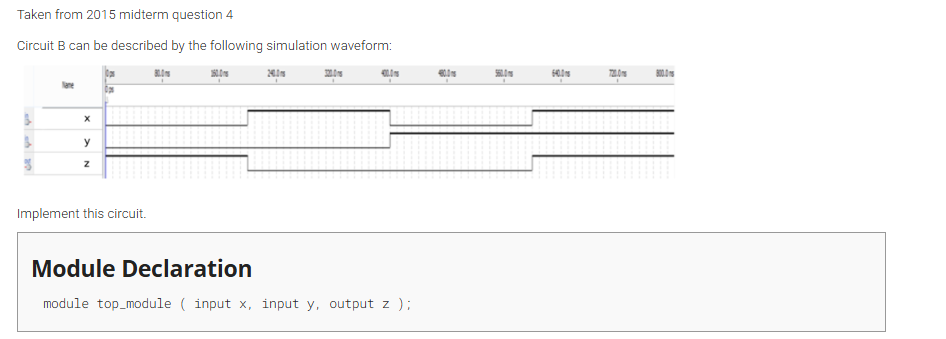 Taken from 2015 midterm question 4
Circuit B can be described by the following simulation waveform:
Name
0 ps 80.0 ns 160.0 ns 240.0 ns 320.0 ns 400.0 ns 480.0 ns 560.0 ns 640.0 ns 720.0 ns 800.0 ns
0 ps
x
y
z
Implement this circuit.
Module Declaration
module top_module ( input x, input y, output z );